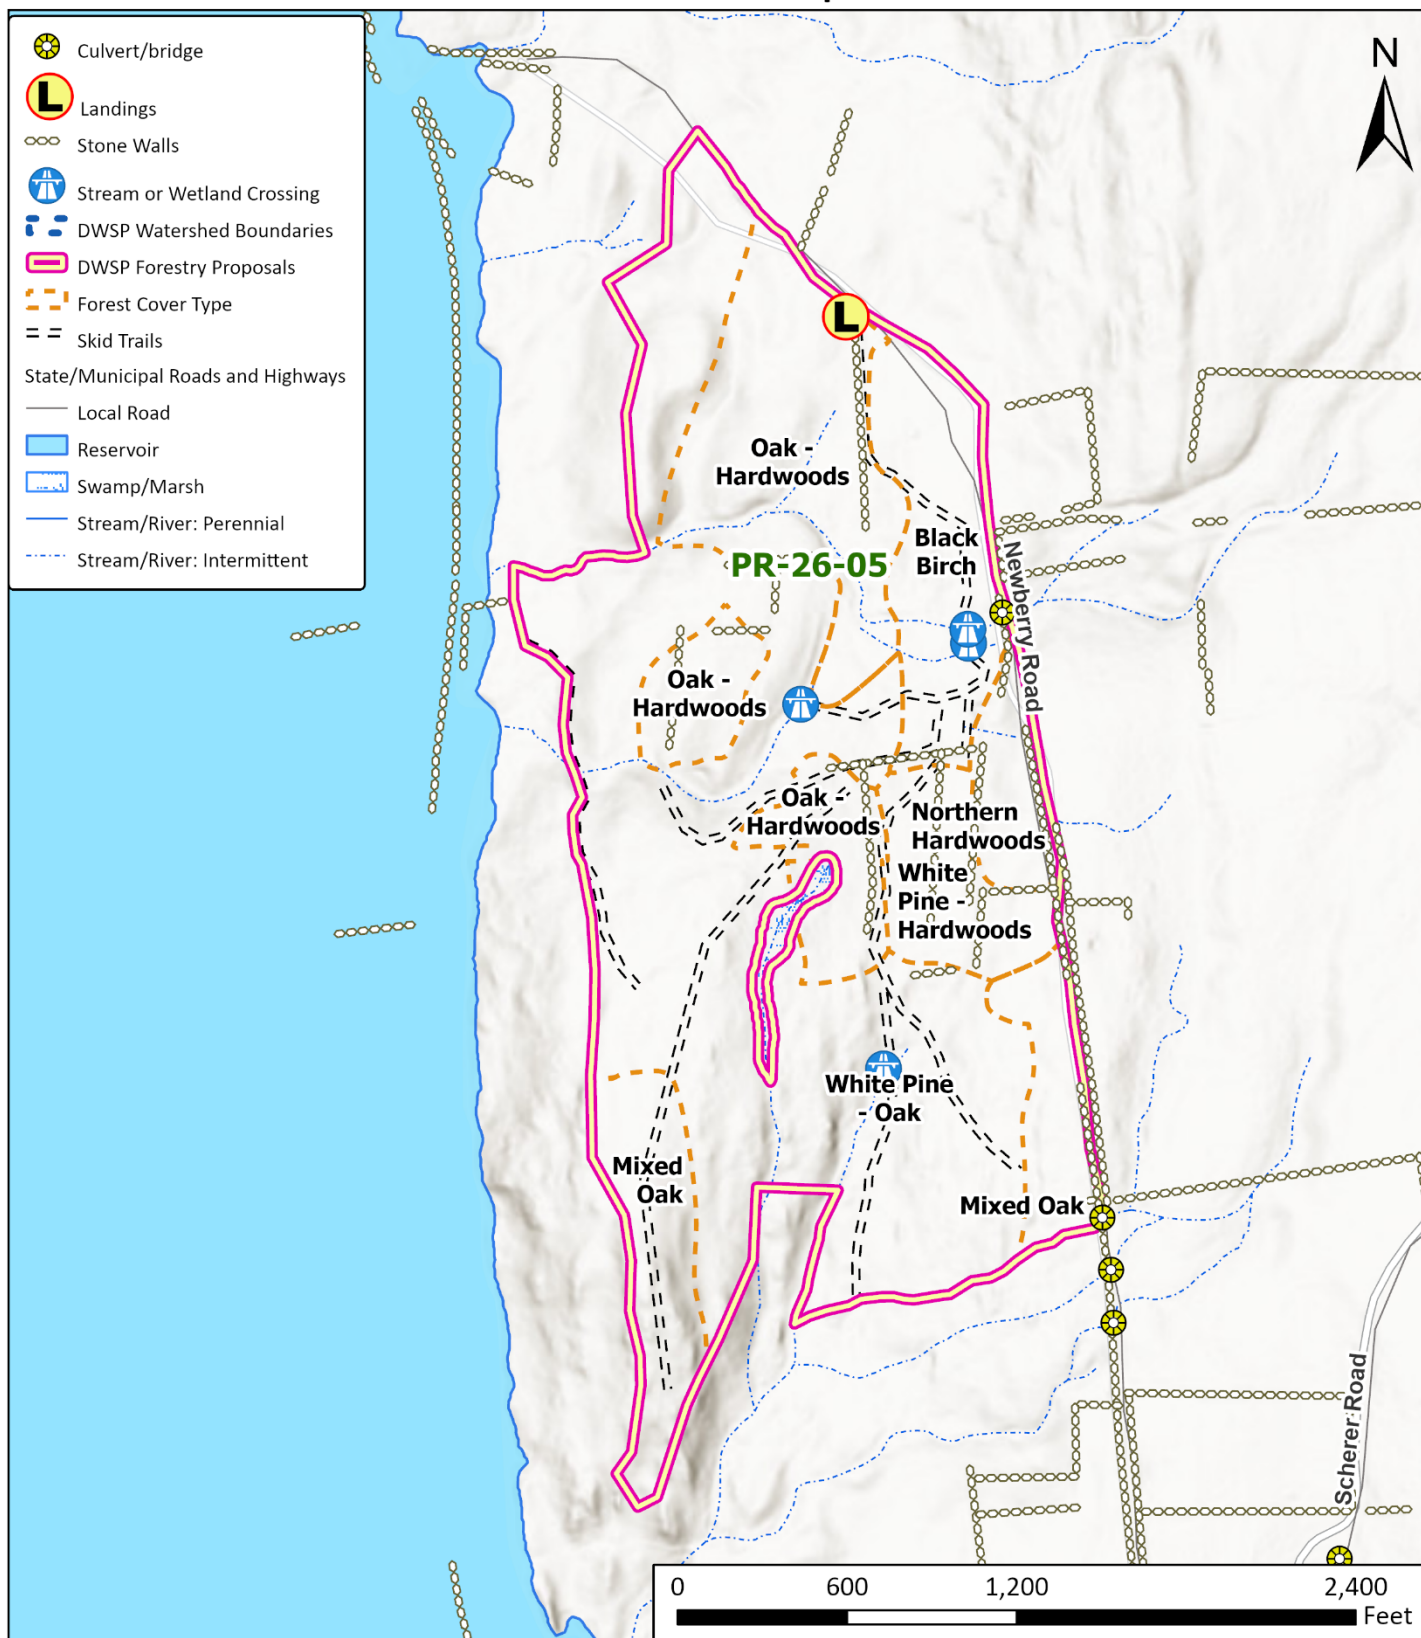 Culvert/bridge
L
Landings
Stone Walls
Stream or Wetland Crossing
DWSP Watershed Boundaries
DWSP Forestry Proposals
Forest Cover Type
Skid Trails
State/Municipal Roads and Highways
Local Road
Reservoir
Swamp/Marsh
Stream/River: Perennial
Stream/River: Intermittent
N
L
Oak -
Hardwoods
Black
Birch
PR-26-05
Newberry Road
Oak -
Hardwoods
Oak -
Hardwoods
Northern
Hardwoods
White
Pine -
Hardwoods
White Pine
- Oak
Mixed
Oak
Mixed Oak
Scherer Road
0 600 1,200 2,400
Feet